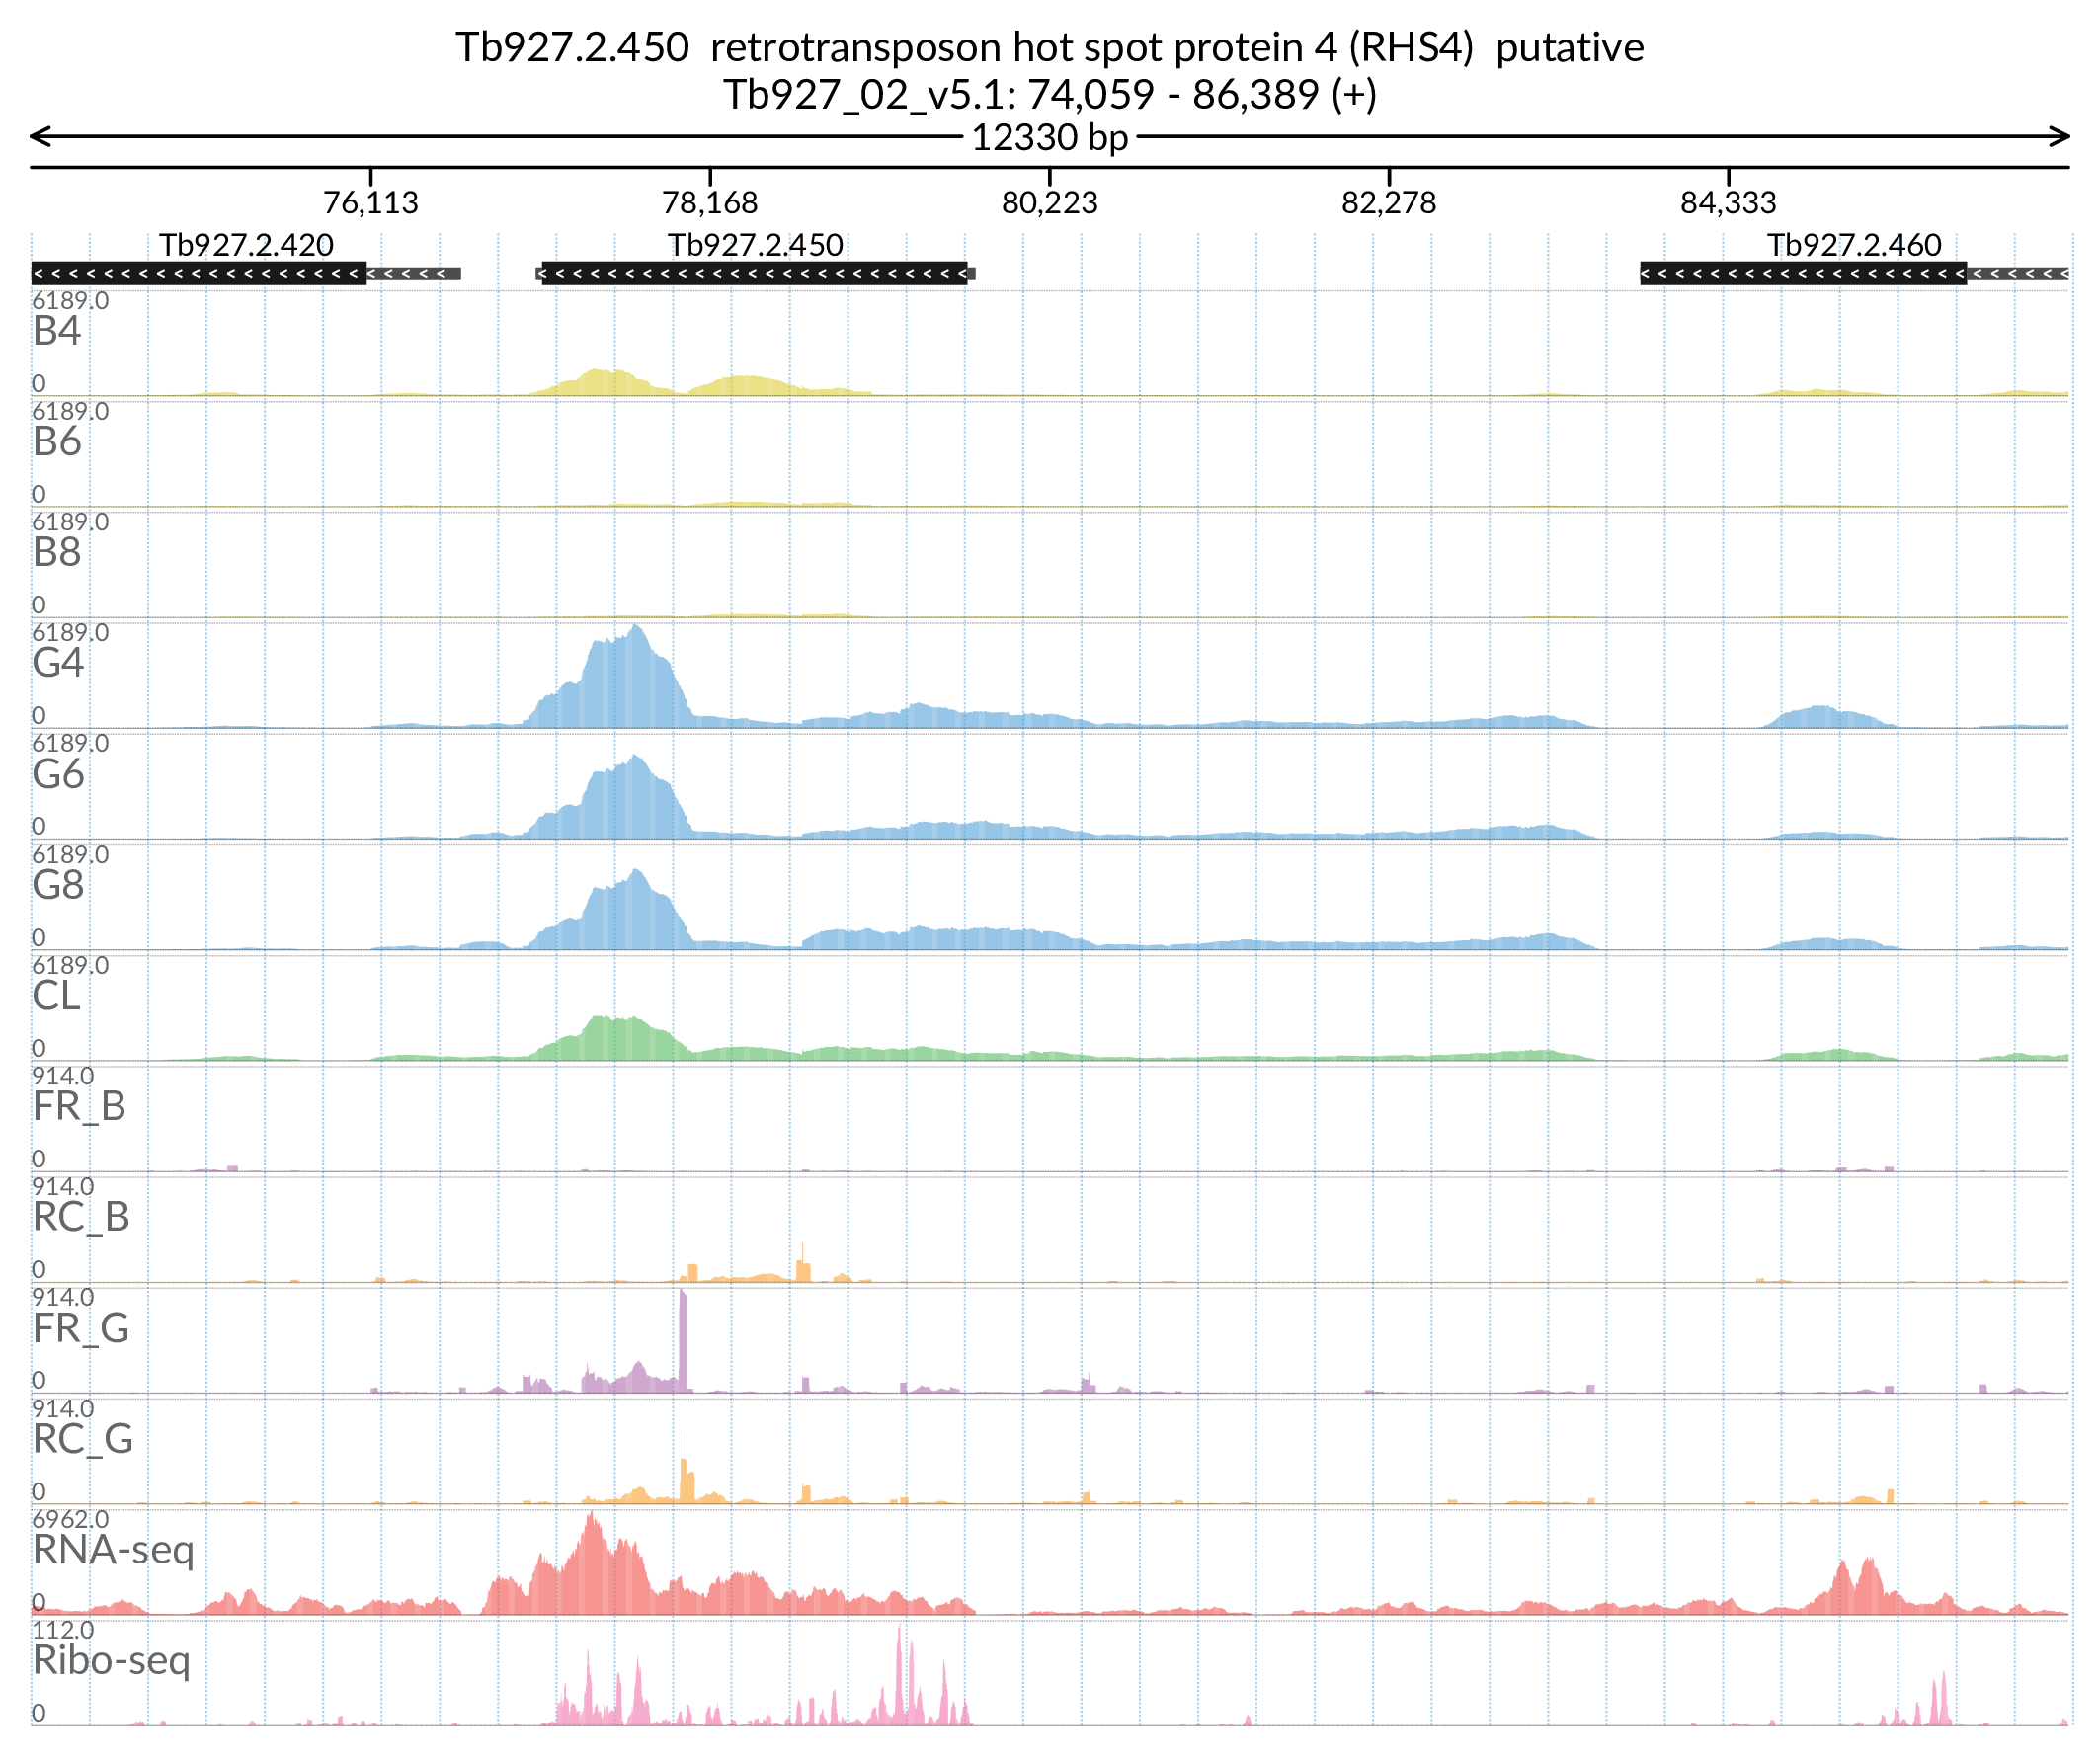 Tb927.2.450  retrotransposon hot spot protein 4 (RHS4)  putative
Tb927_02_v5.1: 74,059 - 86,389 (+)
12330 bp
76,113 78,168 80,223 82,278 84,333
Tb927.2.420 Tb927.2.450 Tb927.2.460
6189.0
B4
0
6189.0
B6
0
6189.0
B8
0
6189.0
G4
0
6189.0
G6
0
6189.0
G8
0
6189.0
CL
0
914.0
FR_B
0
914.0
RC_B
0
914.0
FR_G
0
914.0
RC_G
0
6962.0
RNA-seq
0
112.0
Ribo-seq
0